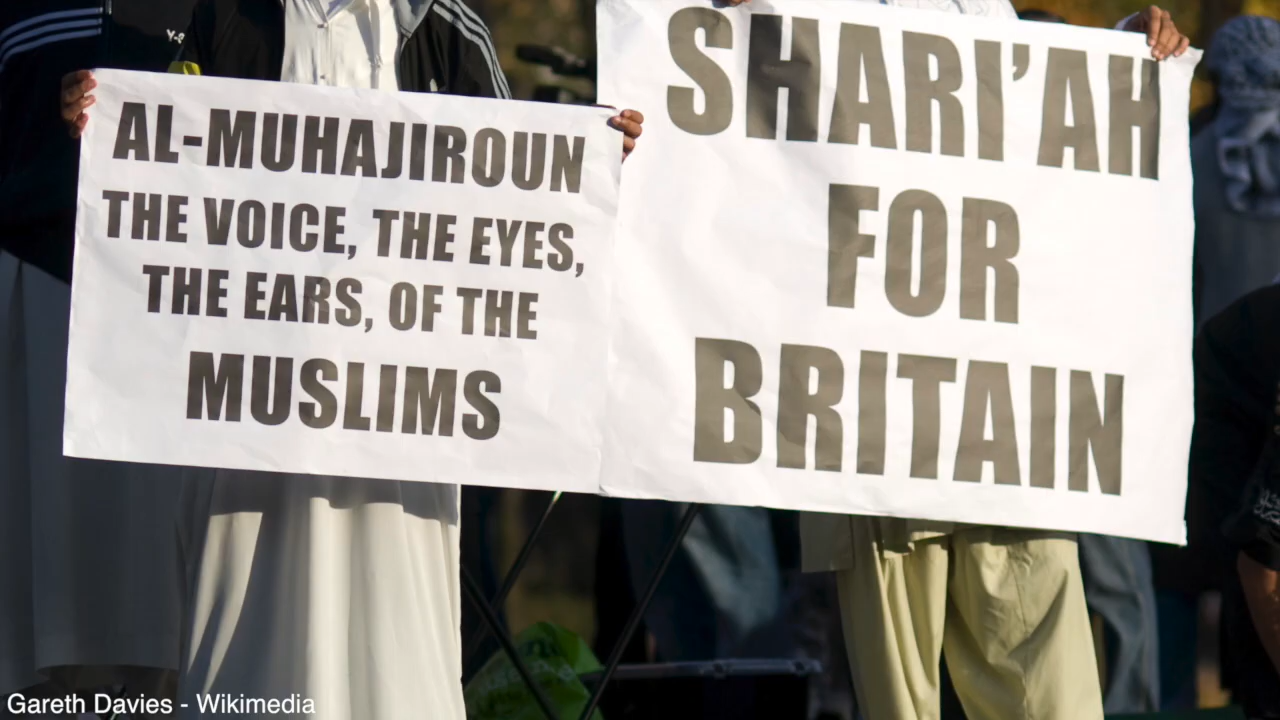 AL-MUHAJIROUN
THE VOICE, THE EYES,
THE EARS, OF THE
MUSLIMS
SHARI'AH
FOR
BRITAIN
Gareth Davies - Wikimedia